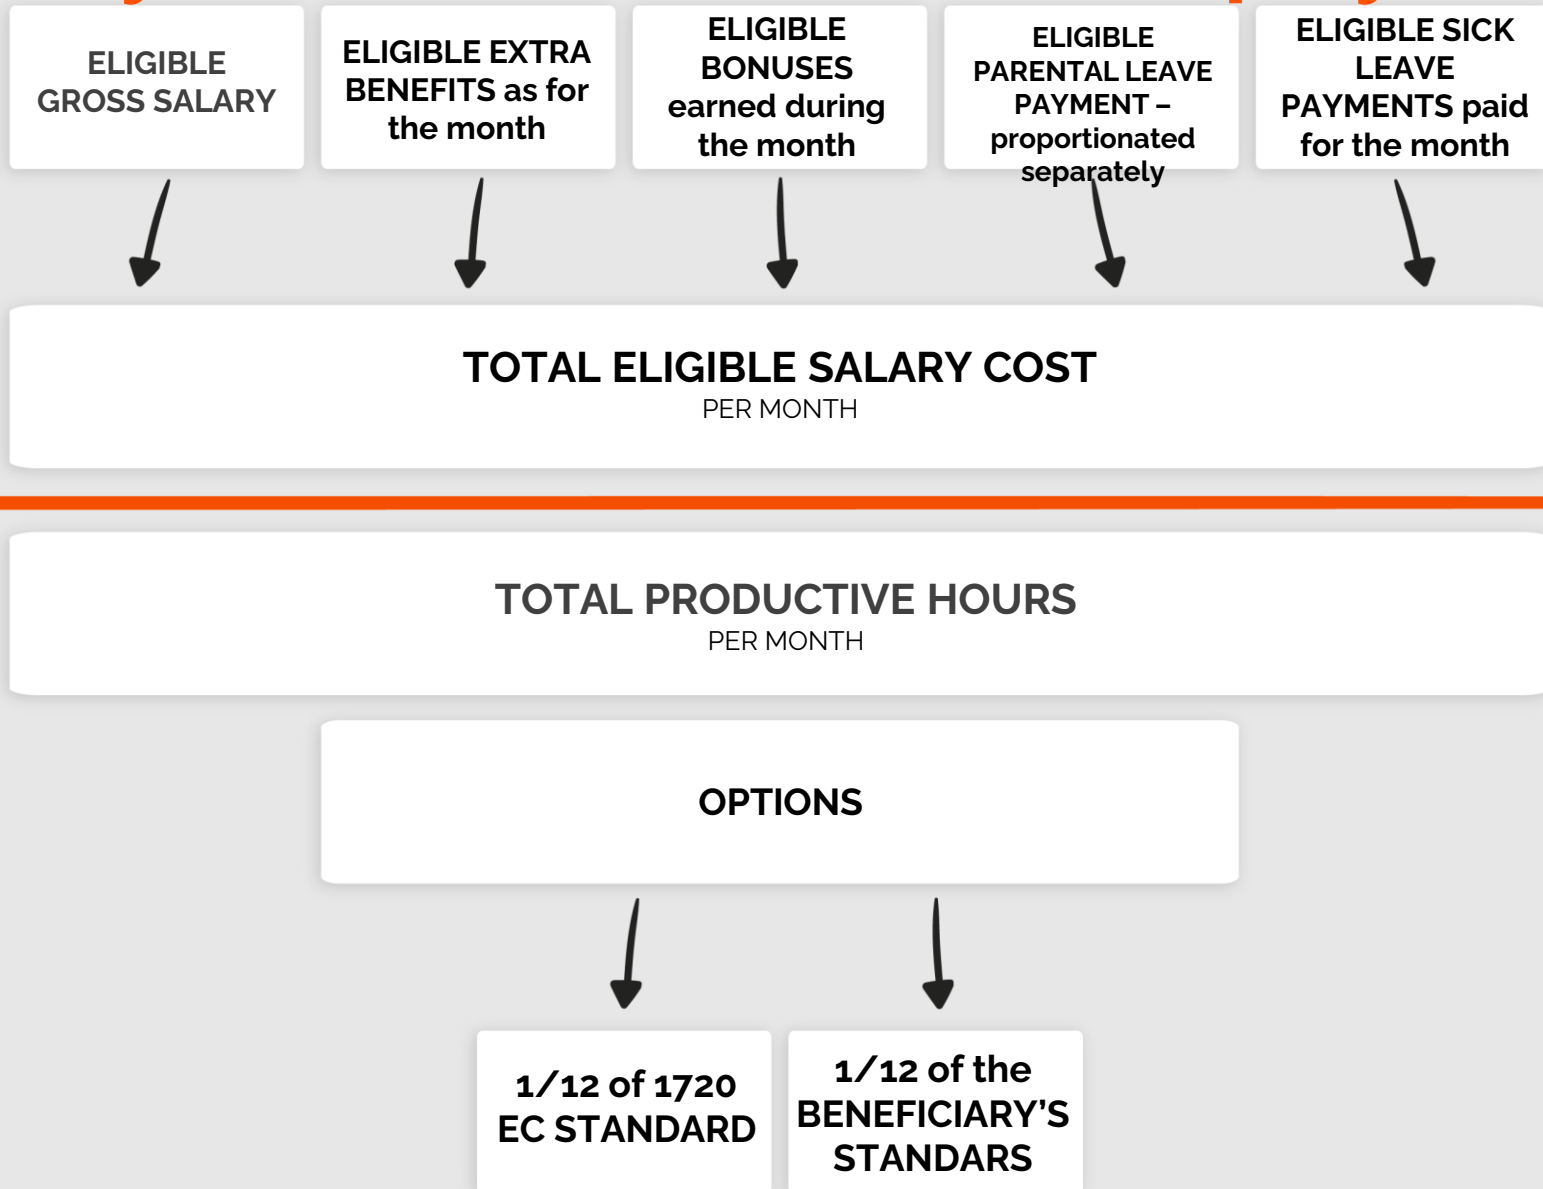 ELIGIBLE
GROSS SALARY
ELIGIBLE EXTRA
BENEFITS as for
the month
ELIGIBLE
BONUSES
earned during
the month
ELIGIBLE
PARENTAL LEAVE
PAYMENT –
proportionated
separately
ELIGIBLE SICK
LEAVE
PAYMENTS paid
for the month
TOTAL ELIGIBLE SALARY COST
PER MONTH
TOTAL PRODUCTIVE HOURS
PER MONTH
OPTIONS
1/12 of 1720
EC STANDARD
1/12 of the
BENEFICIARY’S
STANDARS